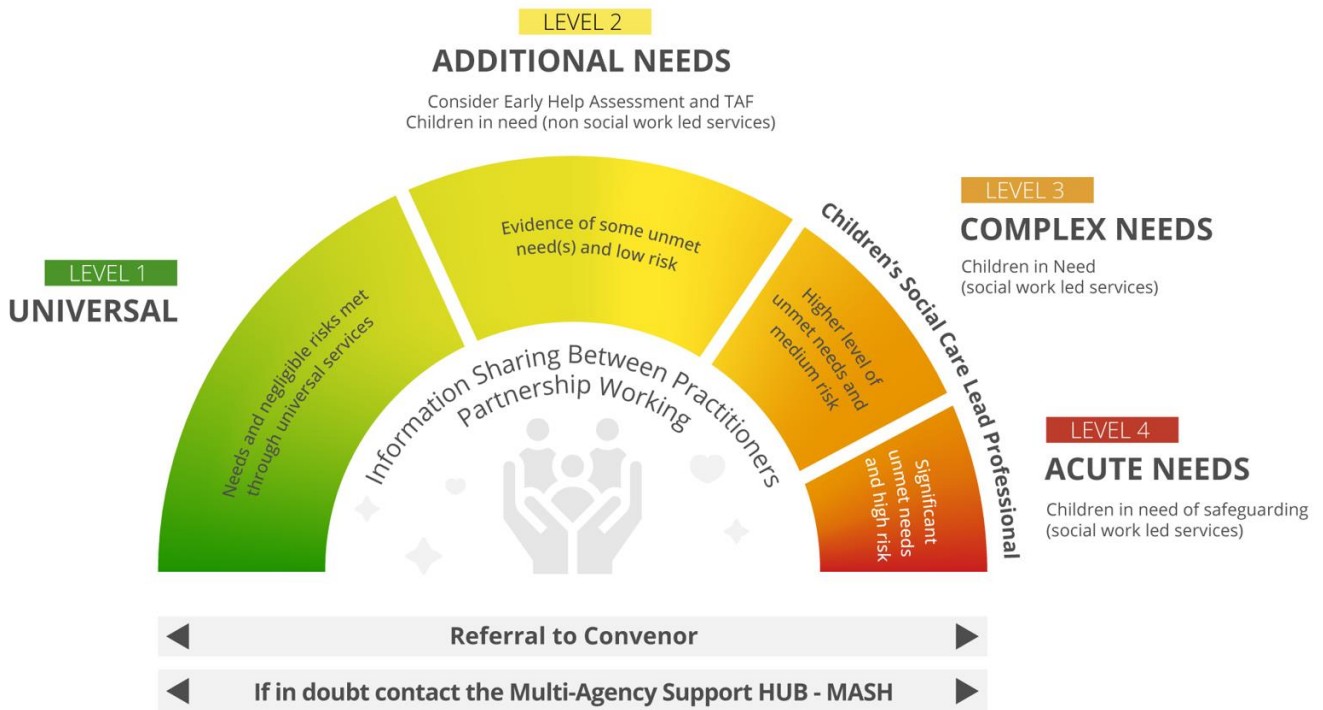 LEVEL 2
ADDITIONAL NEEDS
Consider Early Help Assessment and TAF
Children in need (non social work led services)
LEVEL 1
UNIVERSAL
LEVEL 3
COMPLEX NEEDS
Children in Need
(social work led services)
LEVEL 4
ACUTE NEEDS
Children in need of safeguarding
(social work led services)
Needs and negligible risks met
through universal services
Evidence of some unmet
need(s) and low risk
Higher level of
unmet needs and
medium risk
Significant
unmet needs
and high risk
Children's Social Care Lead Professional
Information Sharing Between Practitioners
Partnership Working
Referral to Convenor
If in doubt contact the Multi-Agency Support HUB - MASH